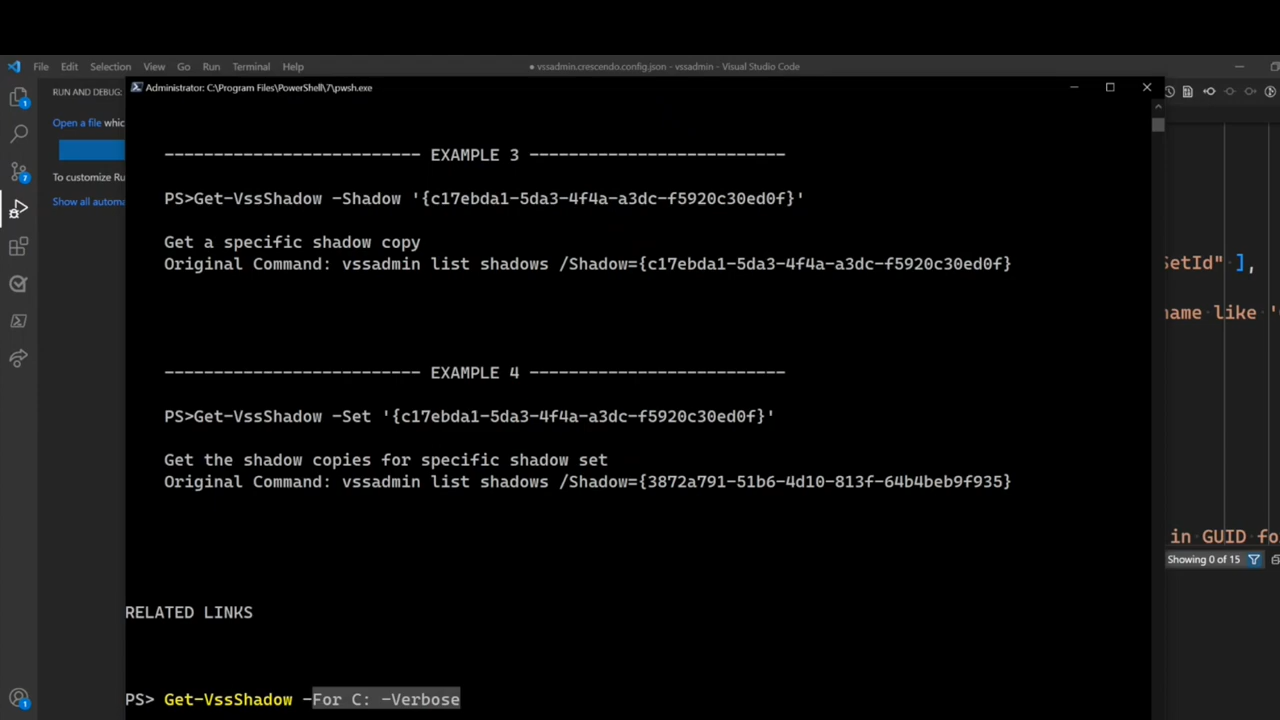 File Edit Selection View Go Run Terminal Help
● vssadmin.crescendo.config.json - vssadmin - Visual Studio Code
RUN AND DEBUG:
Administrator: C:\Program Files\PowerShell\7\pwsh.exe
Open a file
To customize
Show all
-------------------------- EXAMPLE 3 --------------------------
PS>Get-VssShadow -Shadow '{c17ebda1-5da3-4f4a-a3dc-f5920c30ed0f}'
Get a specific shadow copy
Original Command: vssadmin list shadows /Shadow={c17ebda1-5da3-4f4a-a3dc-f5920c30ed0f}
SetId" ],
name like '
-------------------------- EXAMPLE 4 --------------------------
PS>Get-VssShadow -Set '{c17ebda1-5da3-4f4a-a3dc-f5920c30ed0f}'
Get the shadow copies for specific shadow set
Original Command: vssadmin list shadows /Shadow={3872a791-51b6-4d10-813f-64b4beb9f935}
in GUID fo
Showing 0 of 15
RELATED LINKS
PS> Get-VssShadow -For C: -Verbose
1
7
1